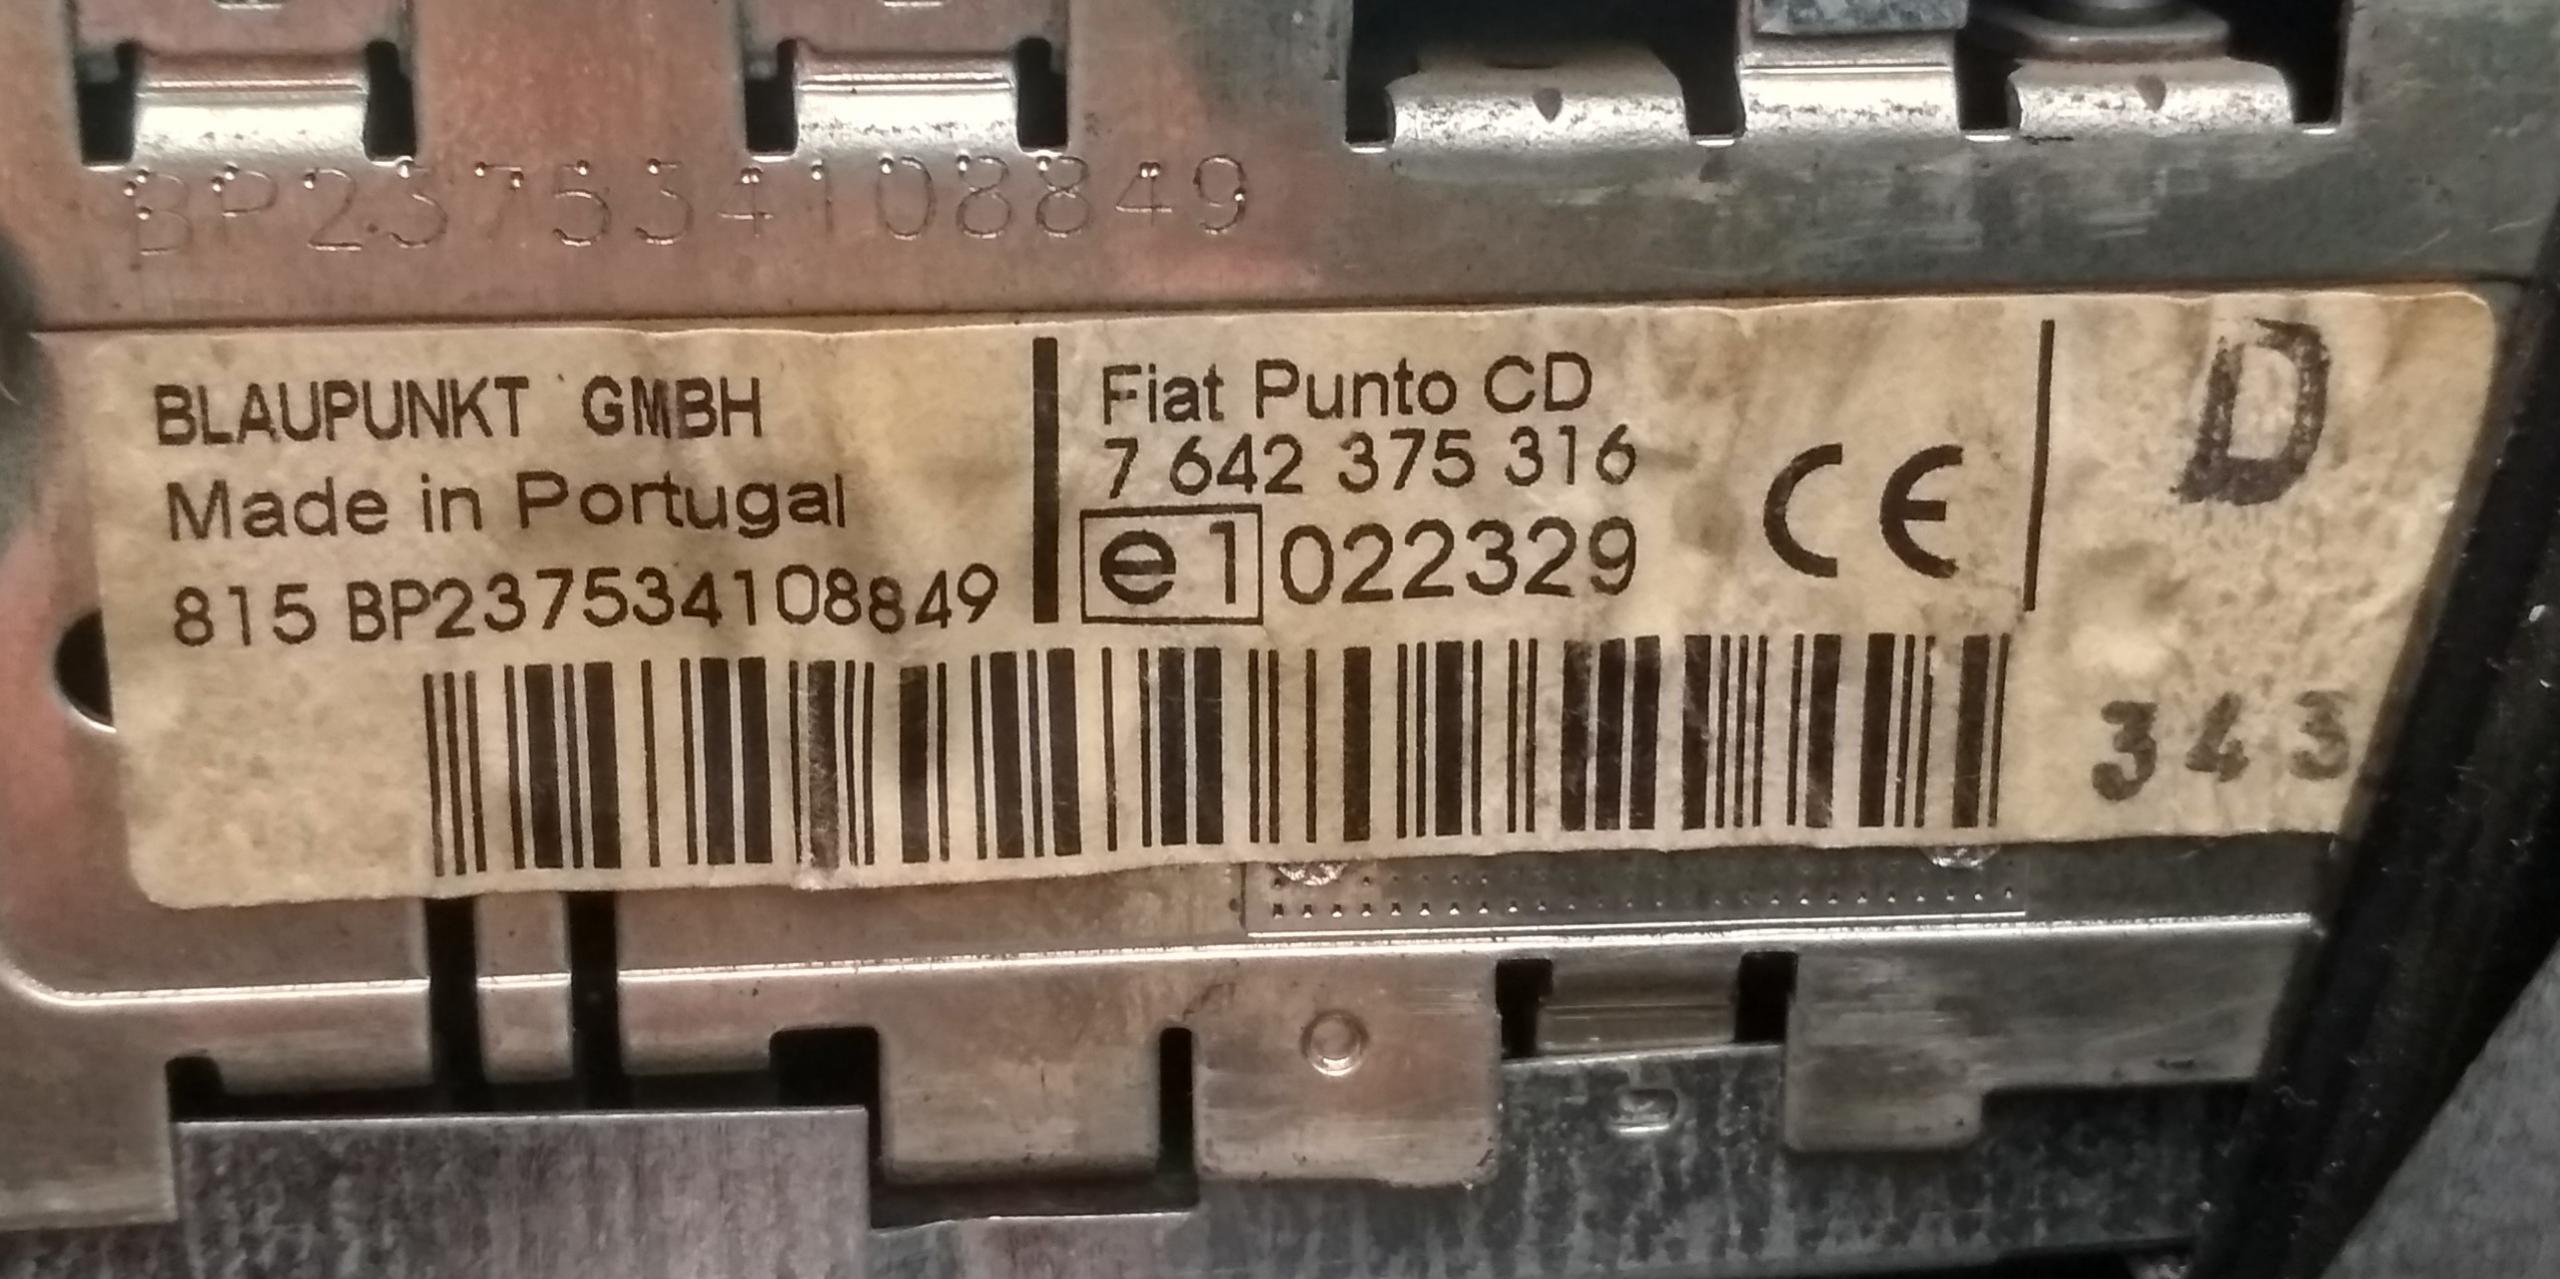 BP237534108849
BLAUPUNKT GMBH
Made in Portugal
815 BP237534108849
Fiat Punto CD
7 642 375 316
e1 022329
CE
D
343